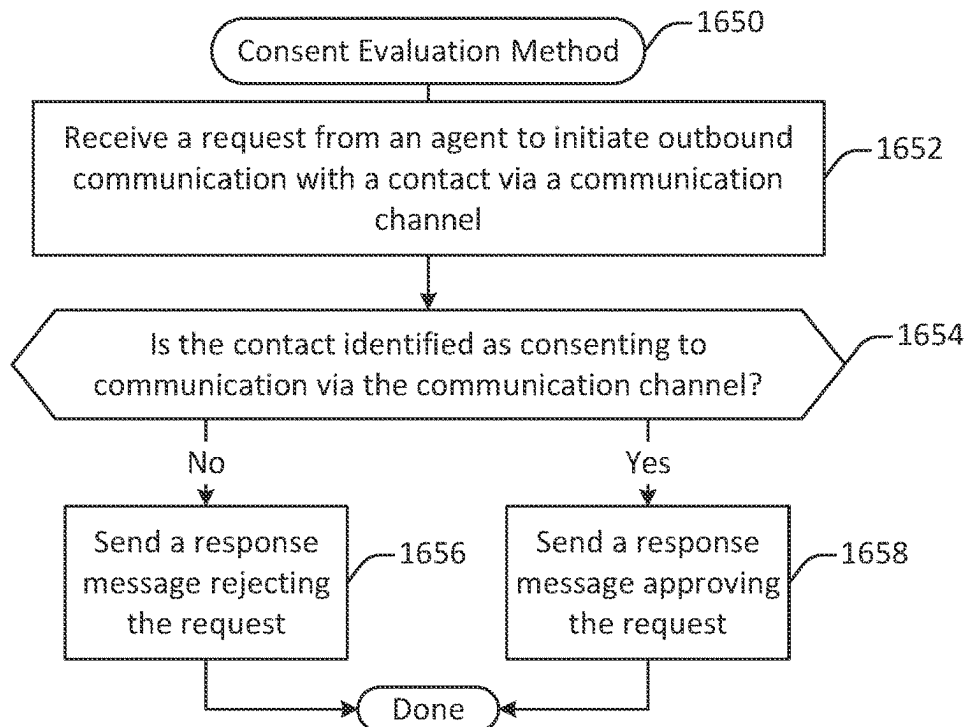 Consent Evaluation Method
1650
Receive a request from an agent to initiate outbound
communication with a contact via a communication
channel
1652
Is the contact identified as consenting to
communication via the communication channel?
1654
No
Yes
Send a response
message rejecting
the request
1656
Send a response
message approving
the request
1658
Done